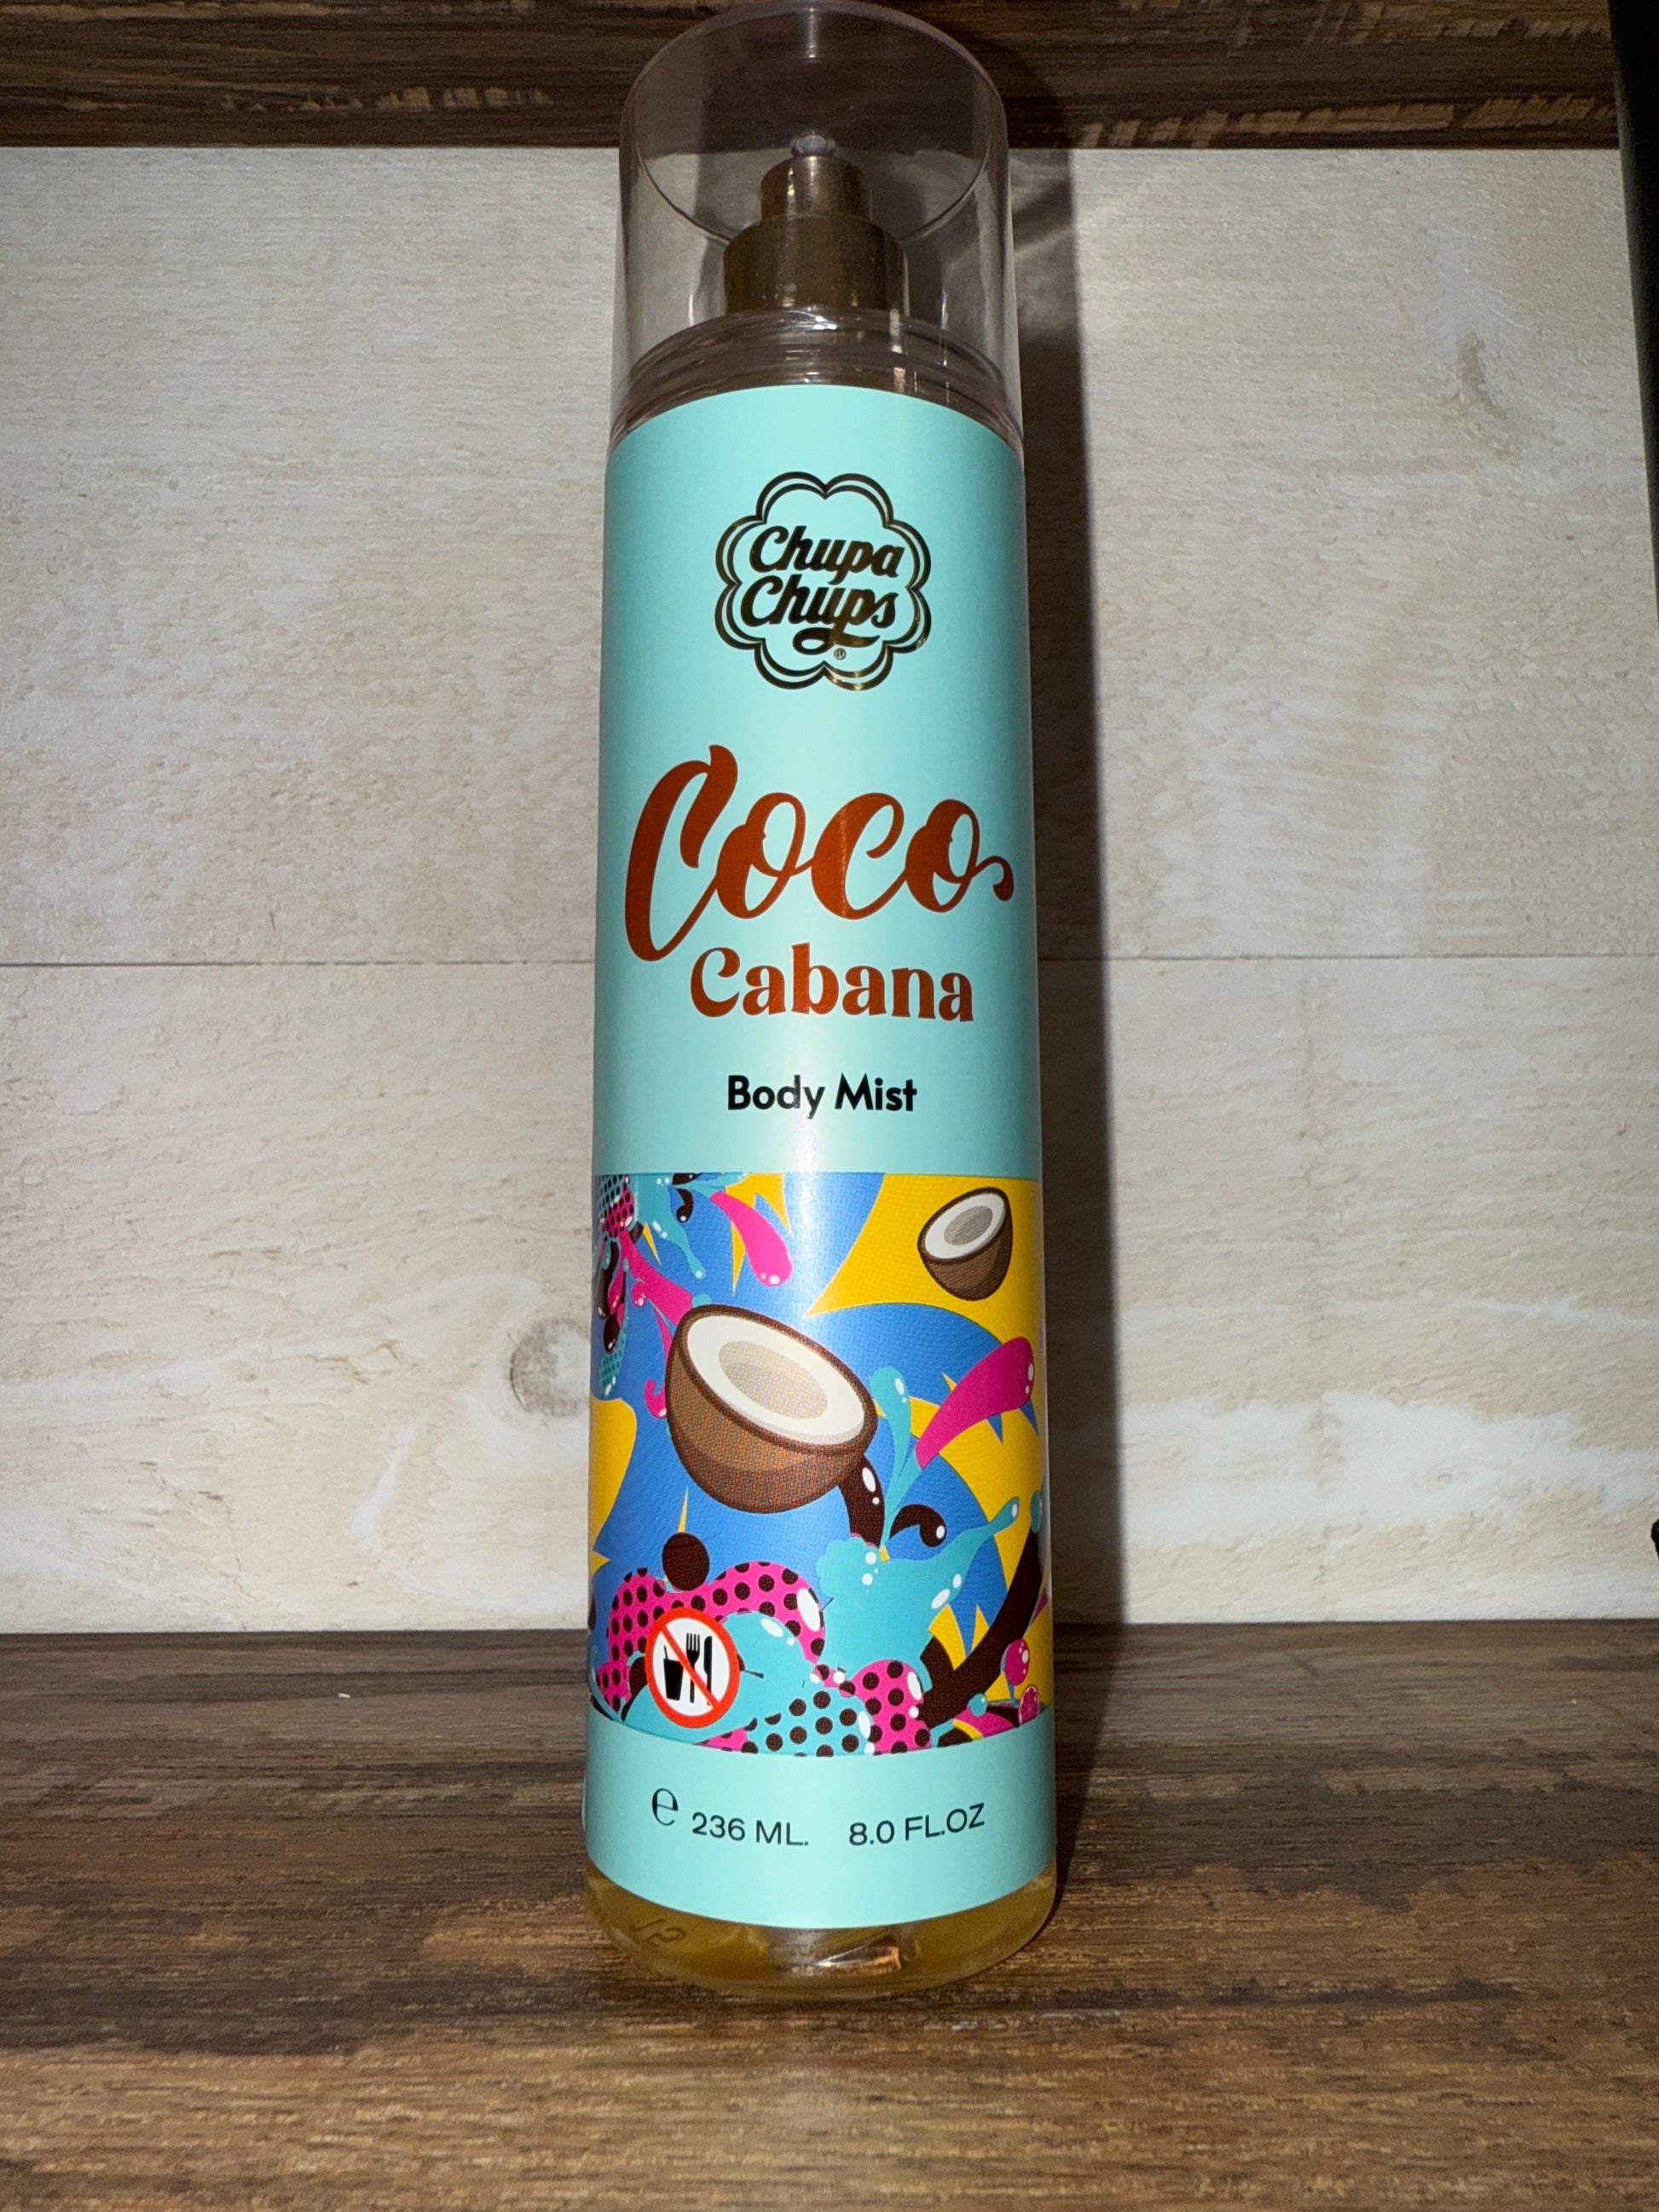 Chupa
Chups
®
Coco
Cabana
Body Mist
℮ 236 ML. 8.0 FL.OZ